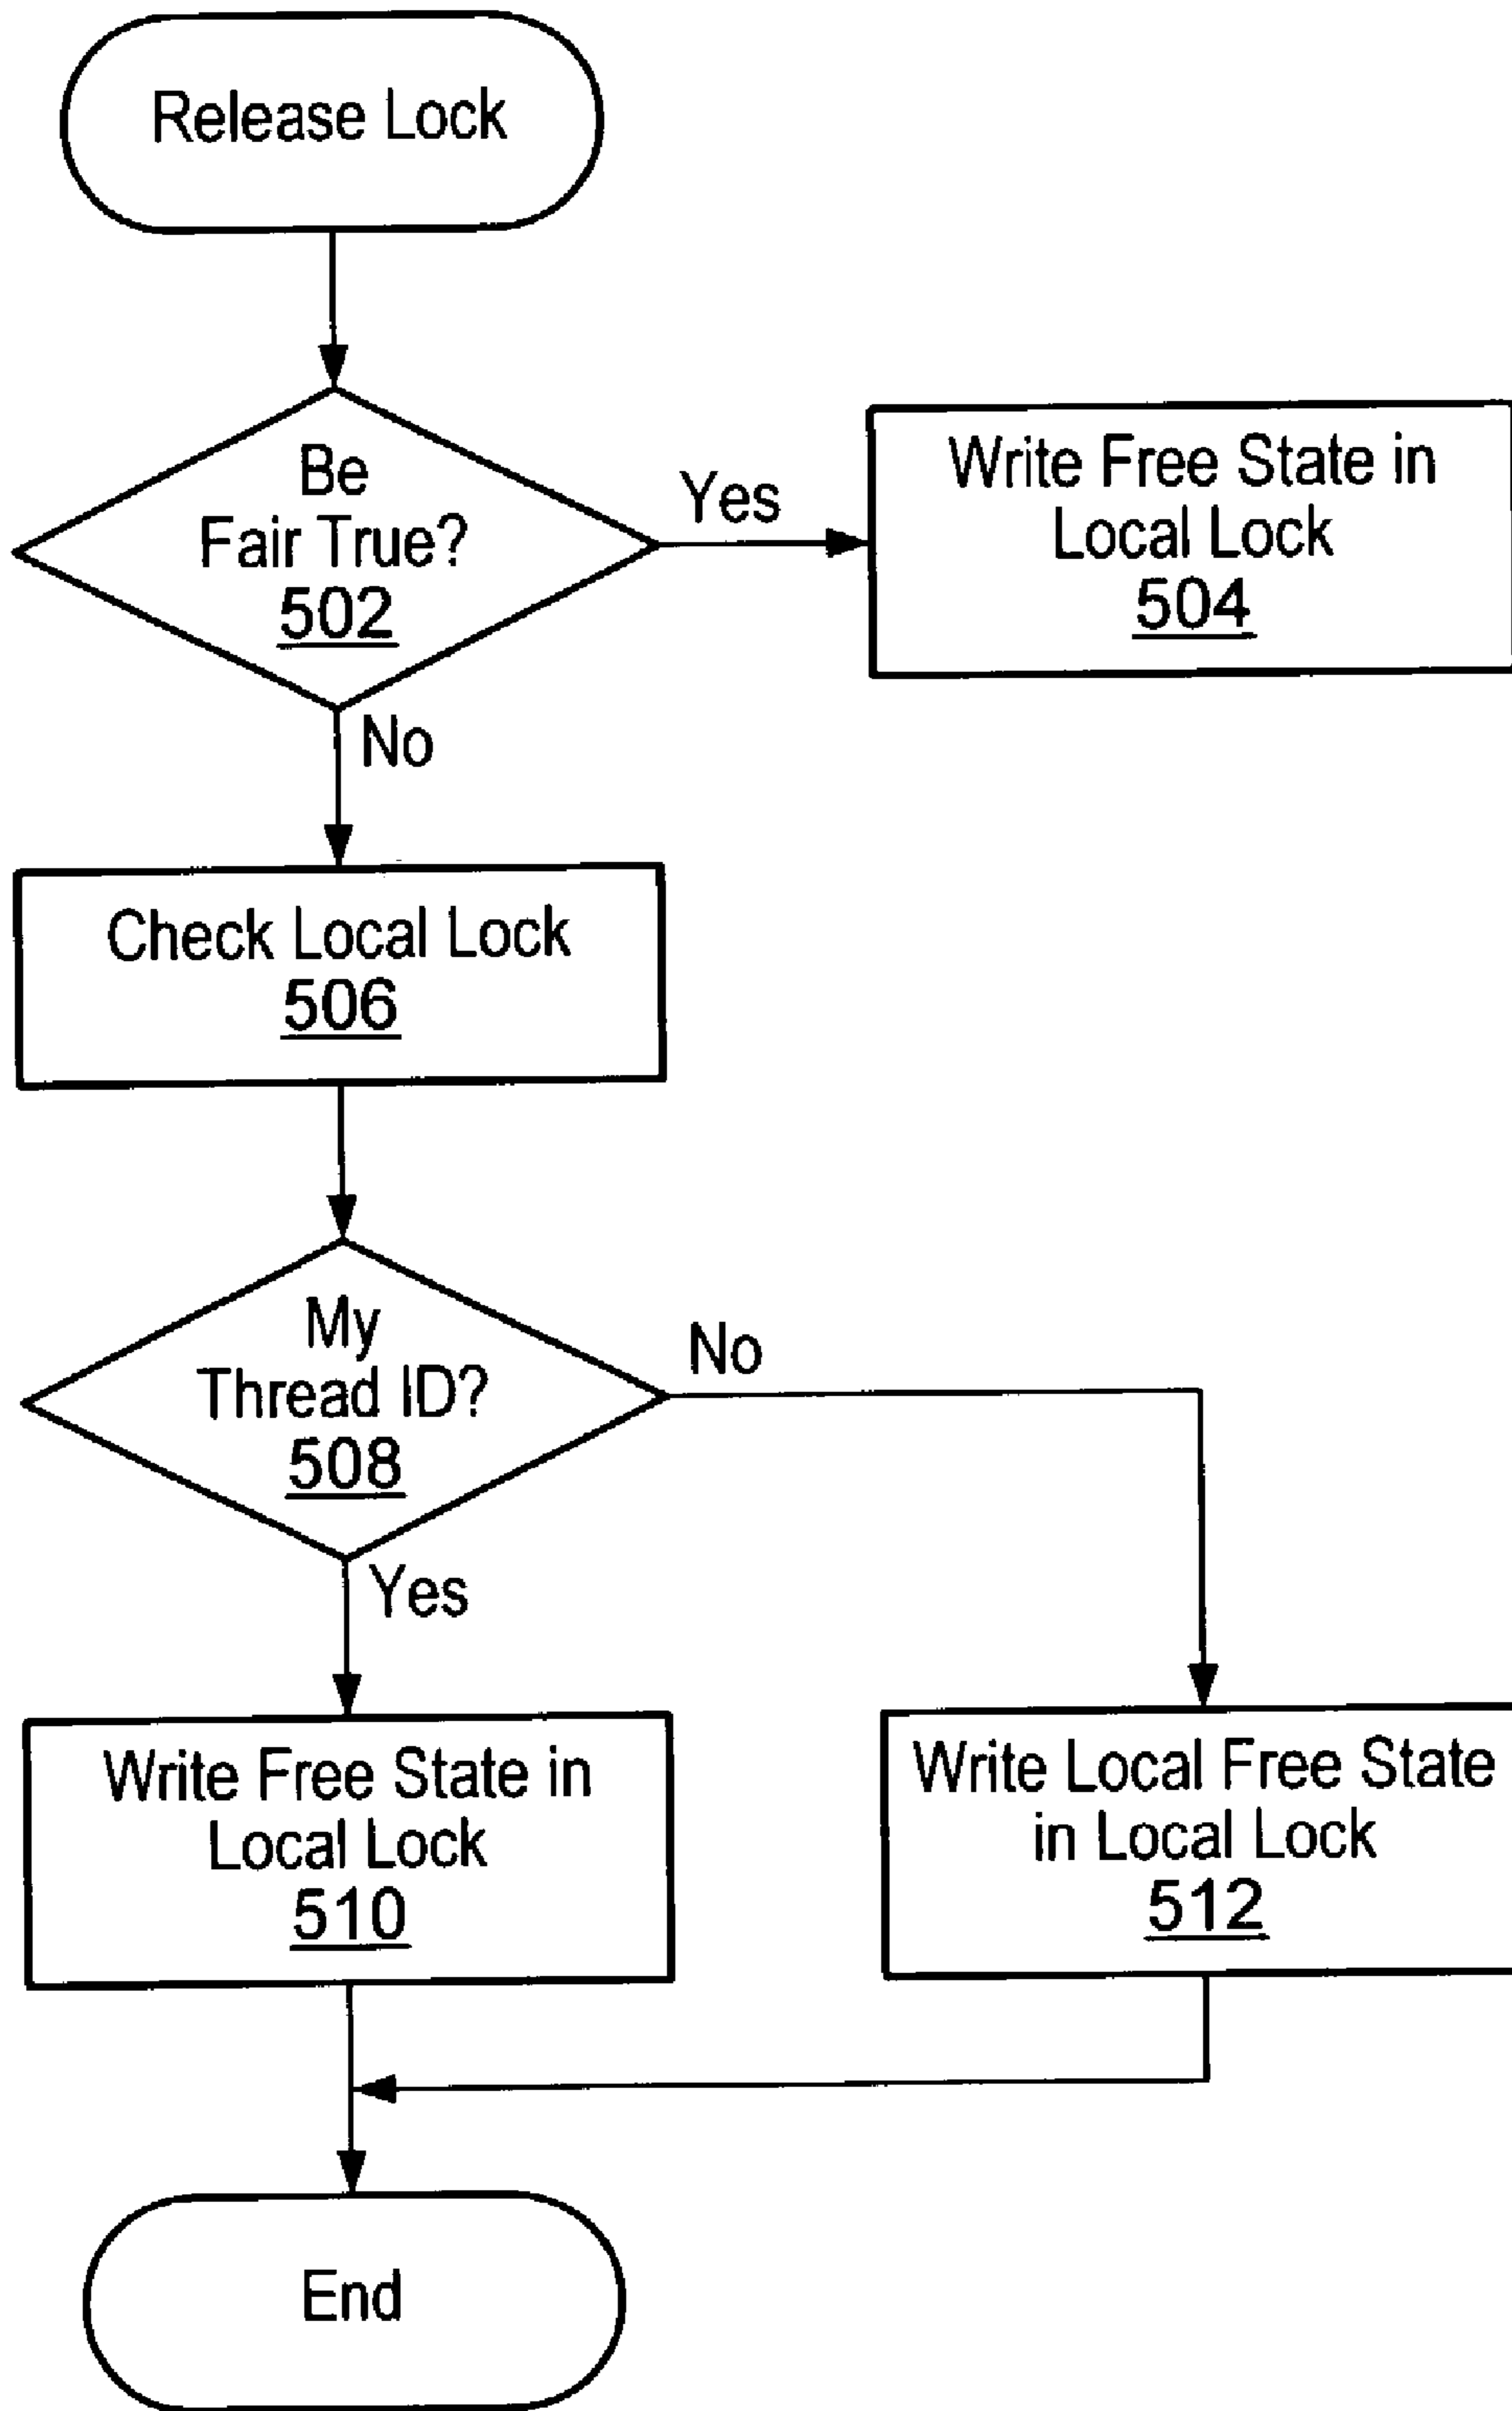 Release Lock
Be
Fair True?
502
Yes
Write Free State in
Local Lock
504
No
Check Local Lock
506
My
Thread ID?
508
No
Yes
Write Free State in
Local Lock
510
Write Local Free State
in Local Lock
512
End